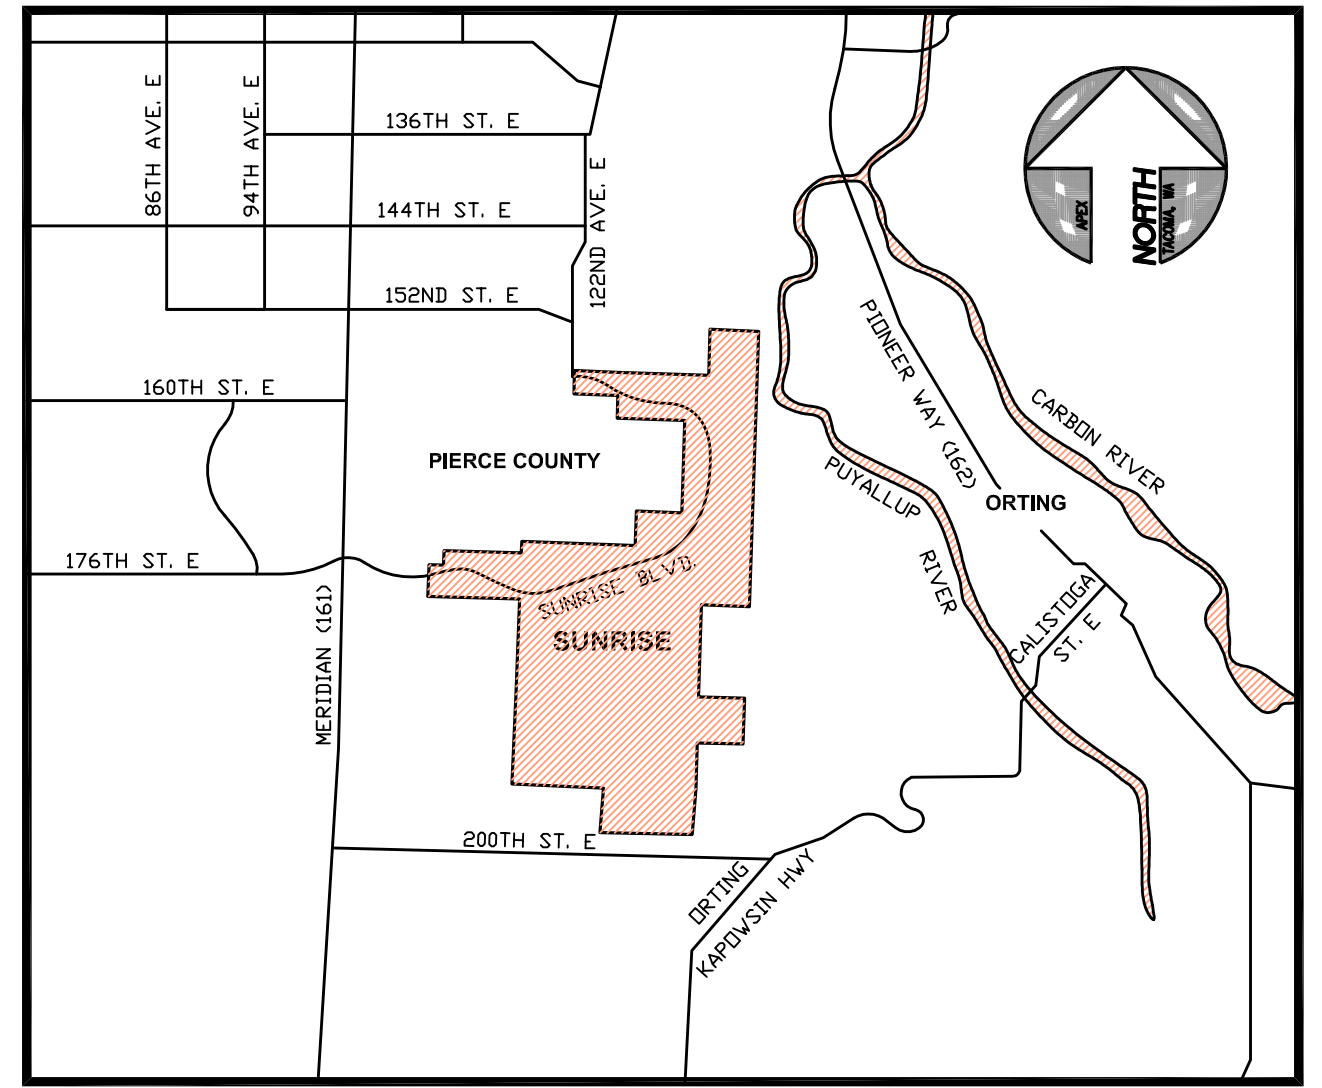 86TH AVE. E
94TH AVE. E
136TH ST. E
144TH ST. E
122ND AVE. E
152ND ST. E
160TH ST. E
176TH ST. E
PIERCE COUNTY
MERIDIAN (161)
SUNRISE BLVD.
SUNRISE
200TH ST. E
ORTING
KAPOWSIN HWY
PIONEER WAY (162)
PUYALLUP
RIVER
CARBON RIVER
ORTING
CALISTOGA
ST. E
APEX
NORTH
TACOMA, WA